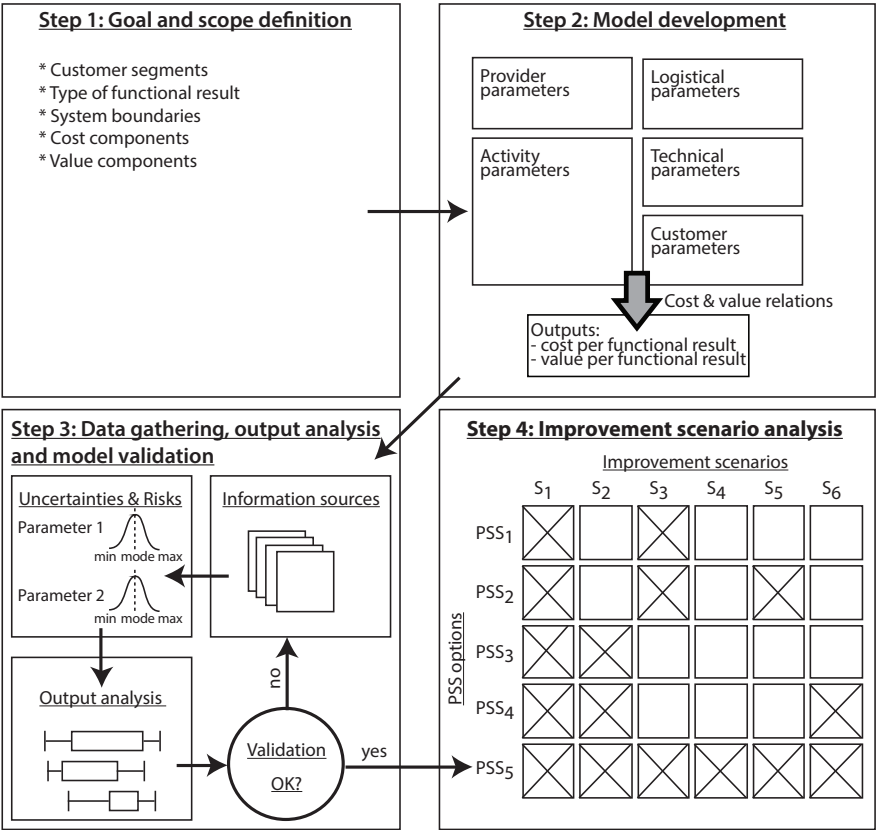 Step 1: Goal and scope definition
* Customer segments
* Type of functional result
* System boundaries
* Cost components
* Value components
Step 2: Model development
Provider
parameters
Logistical
parameters
Activity
parameters
Technical
parameters
Customer
parameters
Cost & value relations
Outputs:
- cost per functional result
- value per functional result
Step 3: Data gathering, output analysis
and model validation
Uncertainties & Risks
Parameter 1
min mode max
Parameter 2
min mode max
Information sources
Output analysis
no
Validation
OK?
yes
Step 4: Improvement scenario analysis
Improvement scenarios
S1 S2 S3 S4 S5 S6
PSS options
PSS1
PSS2
PSS3
PSS4
PSS5